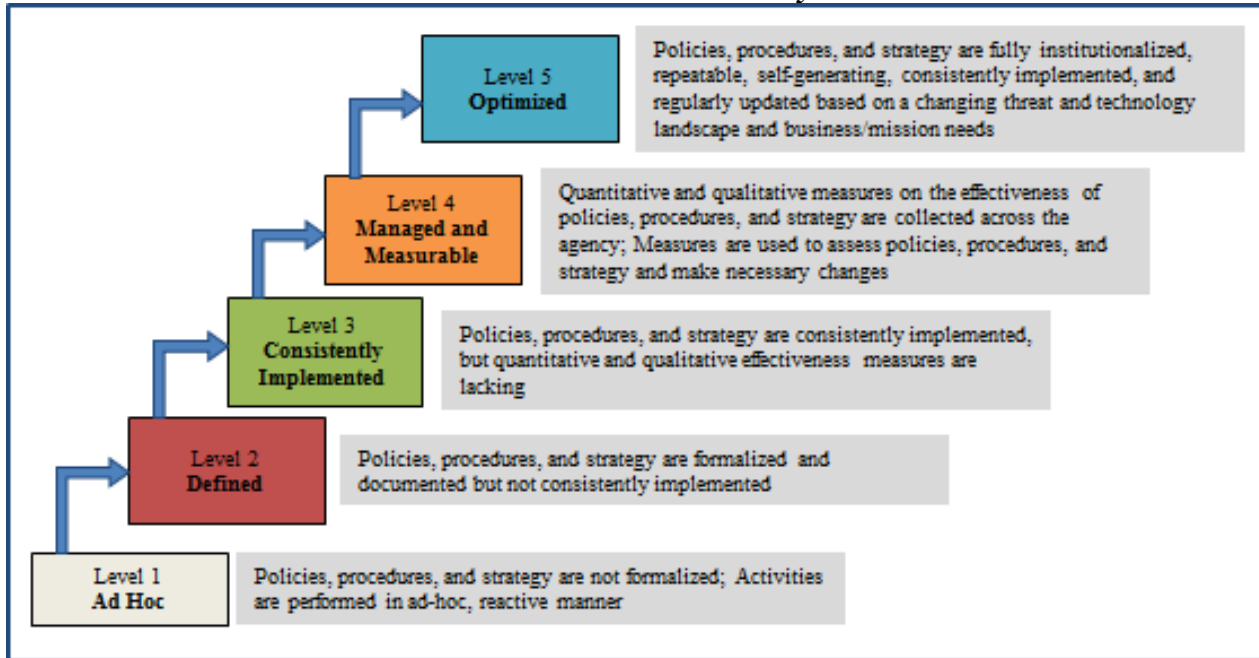 Level 5
Optimized
Policies, procedures, and strategy are fully institutionalized,
repeatable, self-generating, consistently implemented, and
regularly updated based on a changing threat and technology
landscape and business/mission needs
Level 4
Managed and
Measurable
Quantitative and qualitative measures on the effectiveness of
policies, procedures, and strategy are collected across the
agency; Measures are used to assess policies, procedures, and
strategy and make necessary changes
Level 3
Consistently
Implemented
Policies, procedures, and strategy are consistently implemented,
but quantitative and qualitative effectiveness measures are
lacking
Level 2
Defined
Policies, procedures, and strategy are formalized and
documented but not consistently implemented
Level 1
Ad Hoc
Policies, procedures, and strategy are not formalized; Activities
are performed in ad-hoc, reactive manner